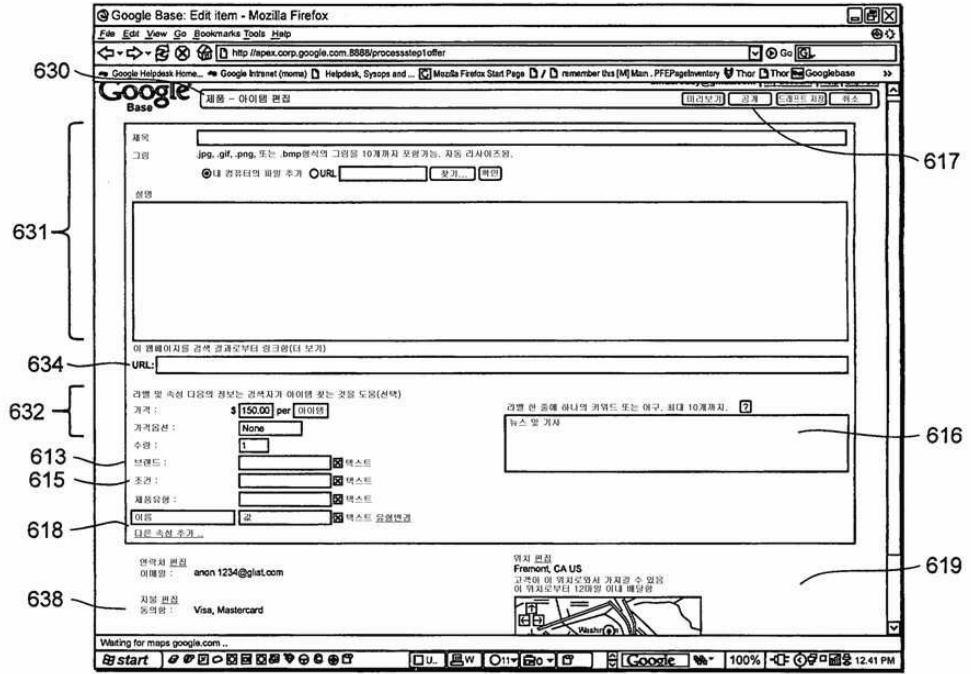 Google Base: Edit item - Mozilla Firefox
File Edit View Go Bookmarks Tools Help
http://apex.corp.google.com.8888/processstep1offer Go G
Google Helpdesk Home... Google Intranet (moma) Helpdesk, Sysops and ... Mozilla Firefox Start Page / remember this [M] Main . PFEPageInventory Thor Thor Googlebase »
630
Google Base
제품 - 아이템 편집 미리보기 공개 드래프트 저장 취소
617
631
제목
그림 .jpg, .gif, .png, 또는 .bmp형식의 그림을 10개까지 포함가능. 자동 리사이즈됨.
내 컴퓨터의 파일 추가 URL 찾기... 확인
설명
이 웹페이지를 검색 결과로부터 링크함(더 보기)
634 URL:
632
라벨 및 속성 다음의 정보는 검색자가 아이템 찾는 것을 도움(선택)
가격 : $ 150.00 per 아이템
라벨 한 줄에 하나의 키워드 또는 어구. 최대 10개까지. ?
가격옵션 : None
뉴스 및 기사
616
수량 : 1
613 브랜드 : 텍스트
615 조건 : 텍스트
제품유형 : 텍스트
618 이름 값 텍스트 유형변경
다른 속성 추가 ..
연락처 편집
이메일 : anon 1234@glist.com
위치 편집
Fremont, CA US
고객이 이 위치로와서 가져갈 수 있음
이 위치로부터 12마일 이내 배달함
619
638
지불 편집
동의함 : Visa, Mastercard
Waiting for maps google.com ..
start U.. W O11 0 Google 100% 12.41 PM